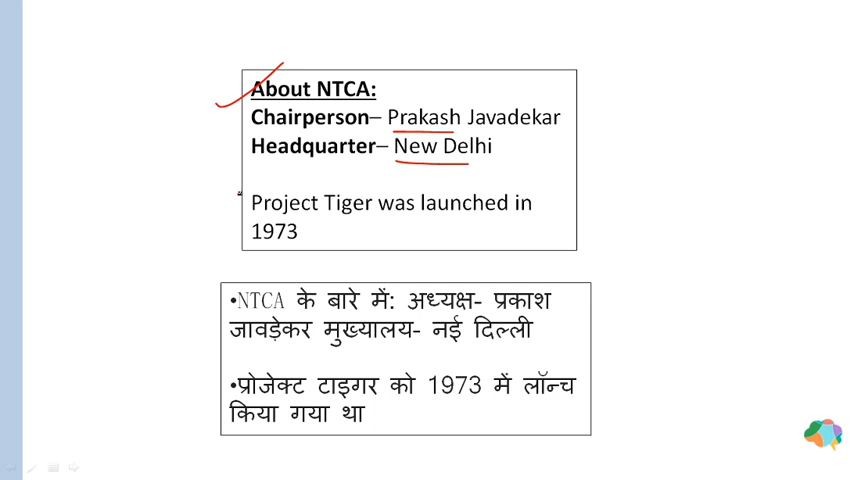 About NTCA:
Chairperson– Prakash Javadekar
Headquarter– New Delhi
Project Tiger was launched in
1973
•NTCA के बारे में: अध्यक्ष- प्रकाश
जावड़ेकर मुख्यालय- नई दिल्ली
•प्रोजेक्ट टाइगर को 1973 में लॉन्च
किया गया था